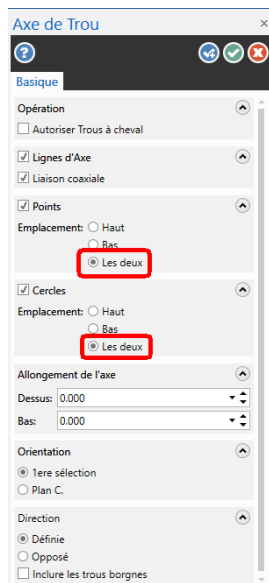 Axe de Trou
Basique
Opération
Autoriser Trous à cheval
Lignes d'Axe
Liaison coaxiale
Points
Emplacement: Haut
Bas
Les deux
Cercles
Emplacement: Haut
Bas
Les deux
Allongement de l'axe
Dessus: 0.000
Bas: 0.000
Orientation
1ere sélection
Plan C.
Direction
Définie
Opposé
Inclure les trous borgnes